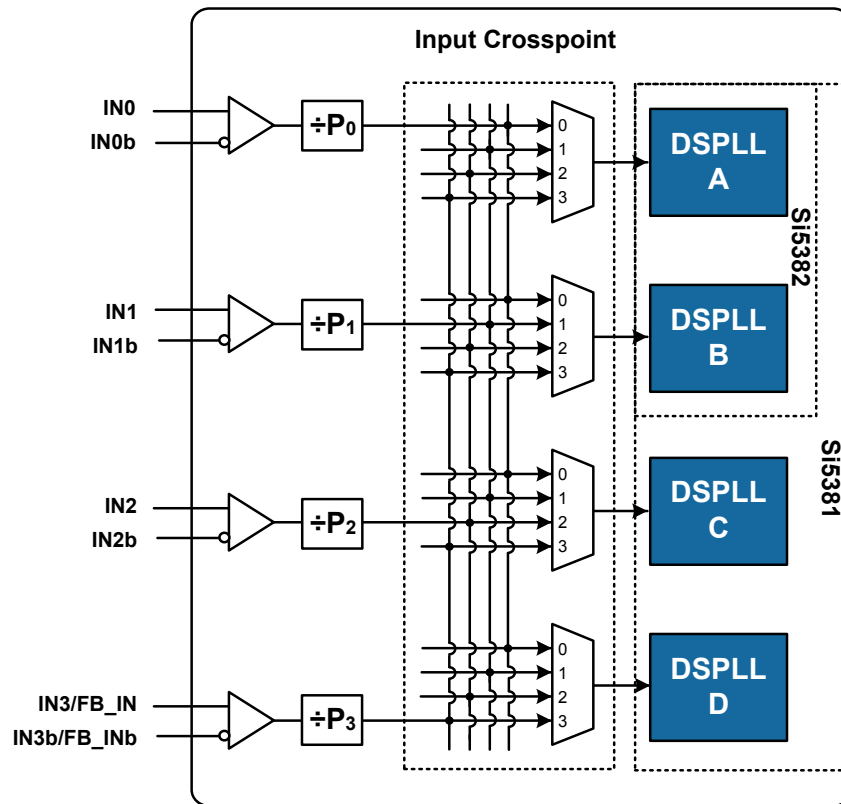 Input Crosspoint
IN0
IN0b
÷P0
0
1
2
3
DSPLL
A
IN1
IN1b
÷P1
0
1
2
3
DSPLL
B
Si5382
IN2
IN2b
÷P2
0
1
2
3
DSPLL
C
Si5381
IN3/FB_IN
IN3b/FB_INb
÷P3
0
1
2
3
DSPLL
D